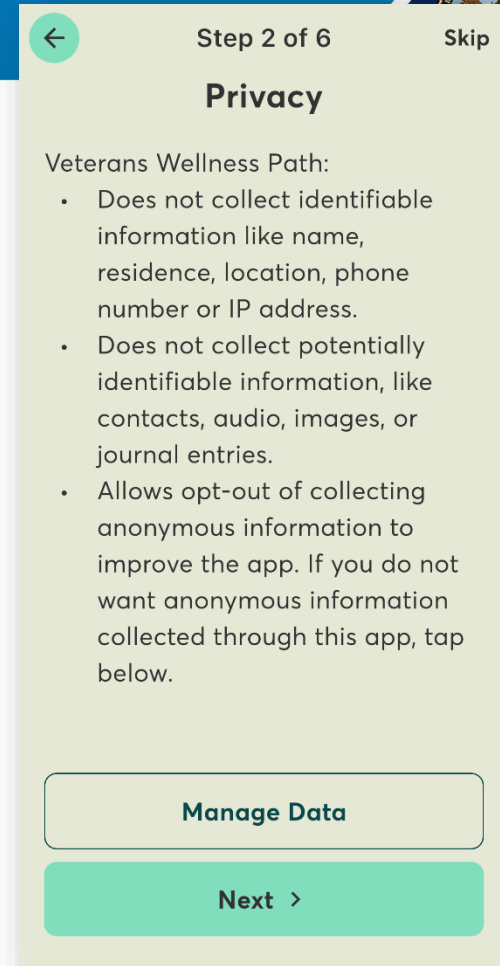 Step 2 of 6
Skip
Privacy
Veterans Wellness Path:
• Does not collect identifiable
information like name,
residence, location, phone
number or IP address.
• Does not collect potentially
identifiable information, like
contacts, audio, images, or
journal entries.
• Allows opt-out of collecting
anonymous information to
improve the app. If you do not
want anonymous information
collected through this app, tap
below.
Manage Data
Next >